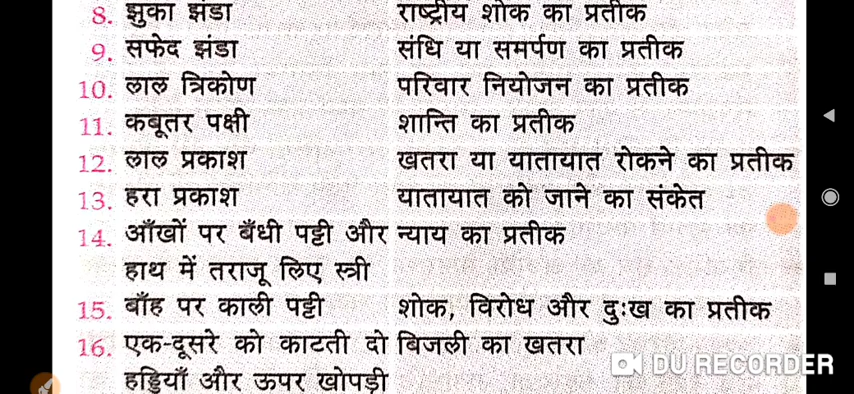 8. झुका झंडा राष्ट्रीय शोक का प्रतीक
9. सफेद झंडा संधि या समर्पण का प्रतीक
10. लाल त्रिकोण परिवार नियोजन का प्रतीक
11. कबूतर पक्षी शान्ति का प्रतीक
12. लाल प्रकाश खतरा या यातायात रोकने का प्रतीक
13. हरा प्रकाश यातायात को जाने का संकेत
14. आँखों पर बँधी पट्टी और न्याय का प्रतीक
हाथ में तराजू लिए स्त्री
15. बाँह पर काली पट्टी शोक, विरोध और दुःख का प्रतीक
16. एक-दूसरे को काटती दो बिजली का खतरा
हड्डियाँ और ऊपर खोपड़ी
DU RECORDER